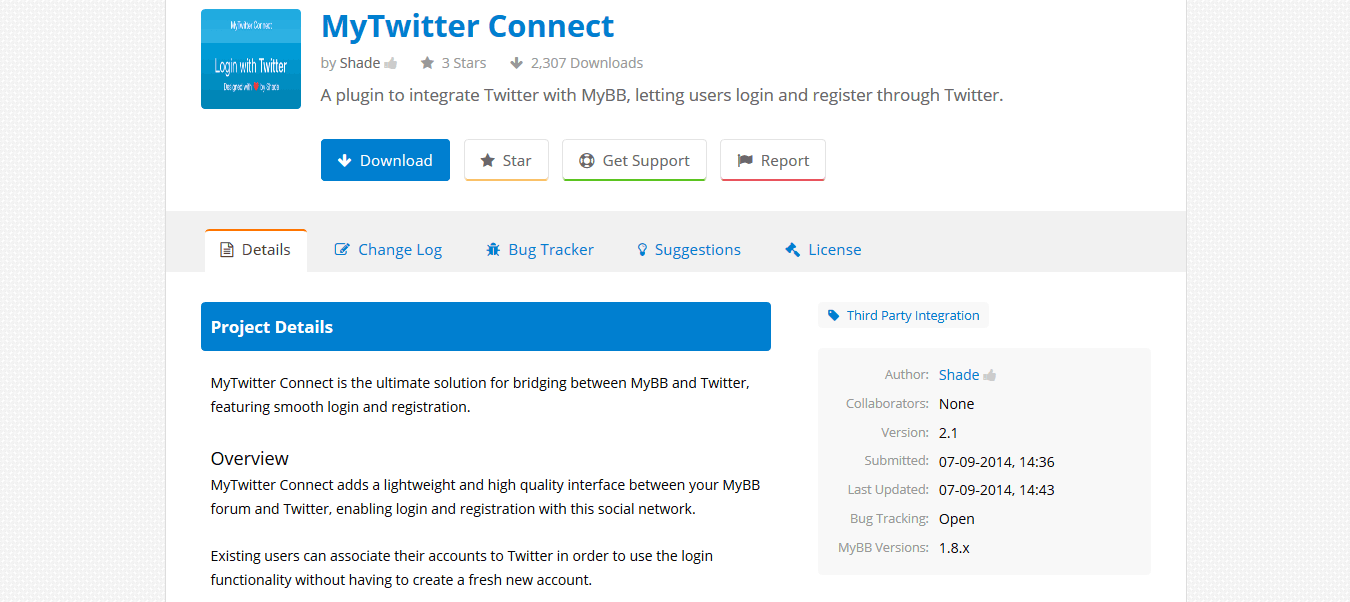 MyTwitter Connect
Login with Twitter
Designed with by Shade
MyTwitter Connect
by Shade 3 Stars 2,307 Downloads
A plugin to integrate Twitter with MyBB, letting users login and register through Twitter.
Download Star Get Support Report
Details Change Log Bug Tracker Suggestions License
Project Details
MyTwitter Connect is the ultimate solution for bridging between MyBB and Twitter,
featuring smooth login and registration.
Overview
MyTwitter Connect adds a lightweight and high quality interface between your MyBB
forum and Twitter, enabling login and registration with this social network.
Existing users can associate their accounts to Twitter in order to use the login
functionality without having to create a fresh new account.
Third Party Integration
Author: Shade
Collaborators: None
Version: 2.1
Submitted: 07-09-2014, 14:36
Last Updated: 07-09-2014, 14:43
Bug Tracking: Open
MyBB Versions: 1.8.x